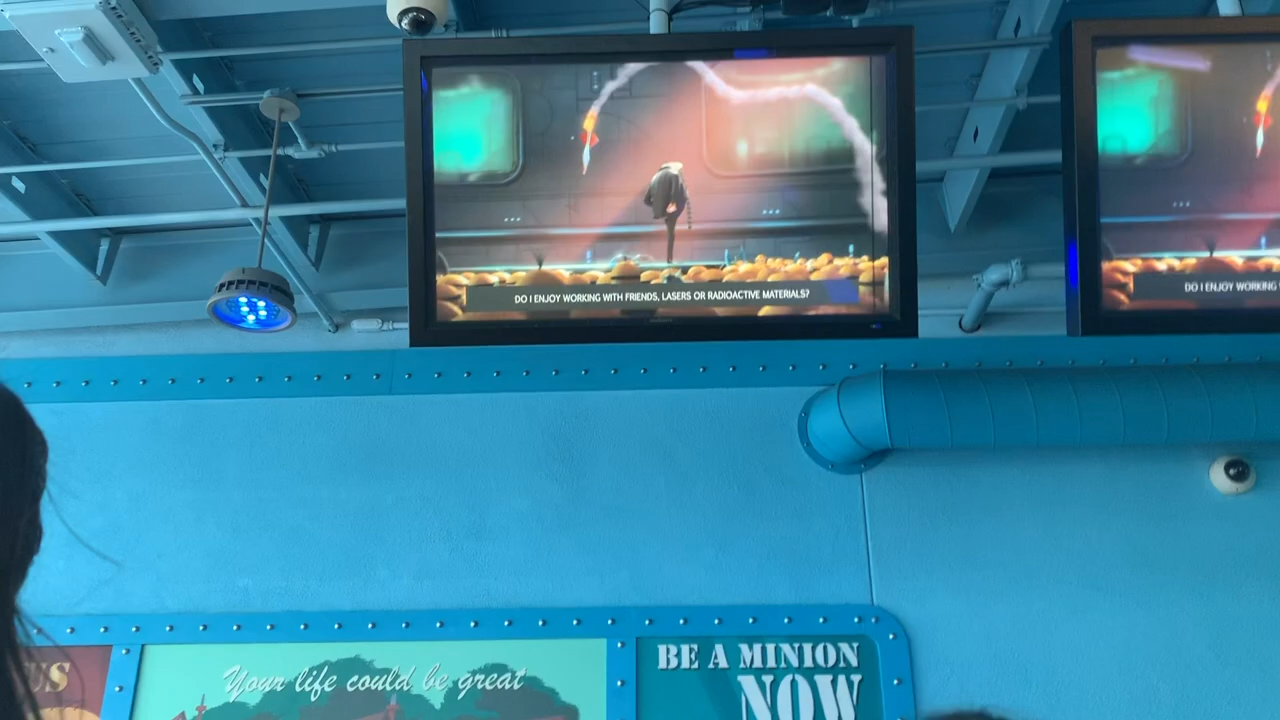 DO I ENJOY WORKING WITH FRIENDS, LASERS OR RADIOACTIVE MATERIALS?
DO I ENJOY WORKING
US
Your life could be great
BE A MINION
NOW